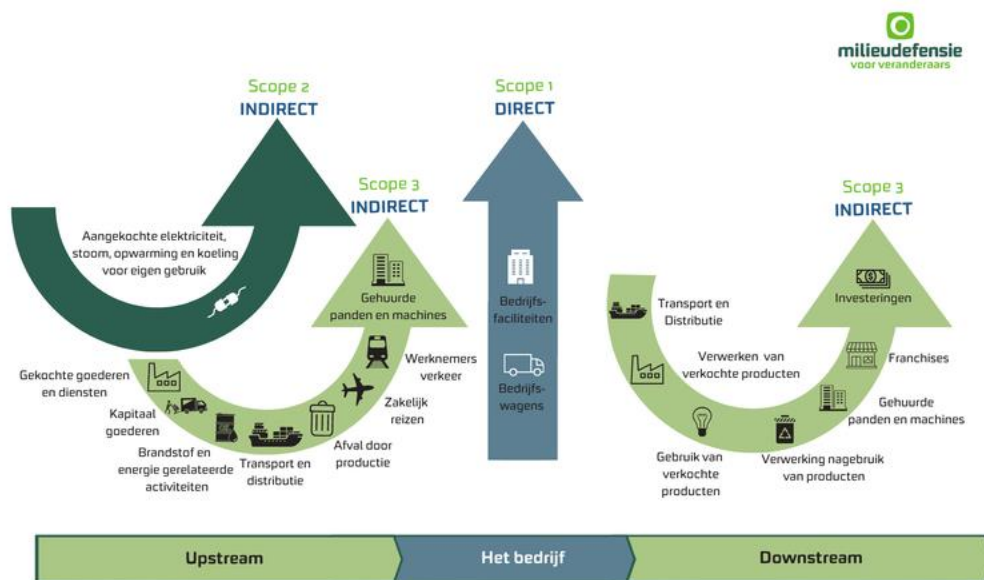 milieudefensie
voor veranderaars
Scope 2
INDIRECT
Aangekochte elektriciteit,
stoom, opwarming en koeling
voor eigen gebruik
Scope 3
INDIRECT
Gehuurde
panden en machines
Werknemers
verkeer
Zakelijk
reizen
Afval door
productie
Transport en
distributie
Brandstof en
energie gerelateerde
activiteiten
Kapitaal
goederen
Gekochte goederen
en diensten
Scope 1
DIRECT
Bedrijfs-
faciliteiten
Bedrijfs-
wagens
Scope 3
INDIRECT
Transport en
Distributie
Verwerken van
verkochte producten
Gebruik van
verkochte
producten
Verwerking nagebruik
van producten
Gehuurde
panden en machines
Franchises
Investeringen
Upstream
Het bedrijf
Downstream